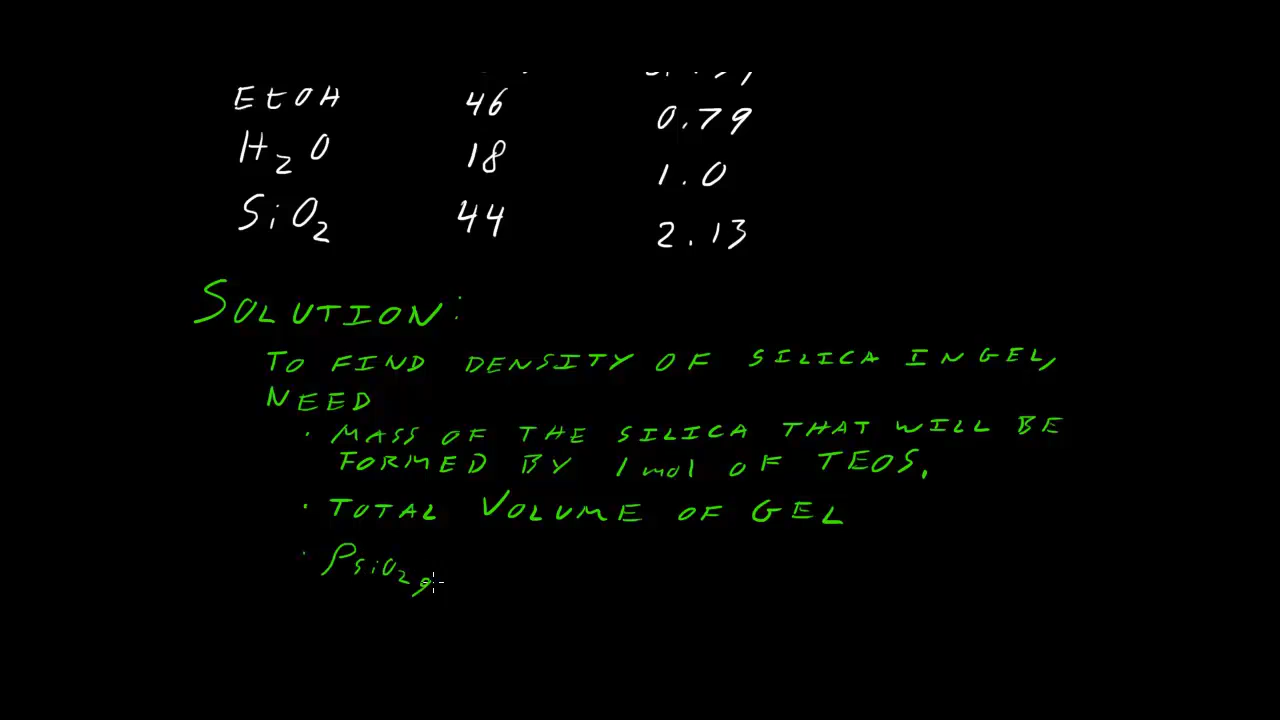 EtOH 46 0.79
H2O 18 1.0
SiO2 44 2.13
SOLUTION:
TO FIND DENSITY OF SILICA IN GEL,
NEED
· MASS OF THE SILICA THAT WILL BE
FORMED BY 1 mol OF TEOS.
· TOTAL VOLUME OF GEL
· ρSiO2,g